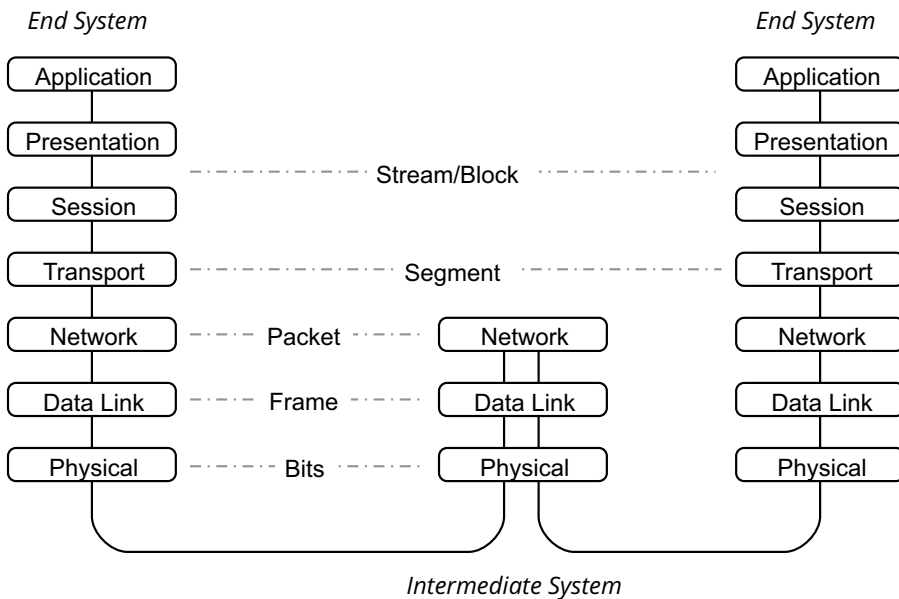 End System End System
Application Application
Presentation Presentation
Stream/Block
Session Session
Transport Segment Transport
Network Packet Network Network
Data Link Frame Data Link Data Link
Physical Bits Physical Physical
Intermediate System